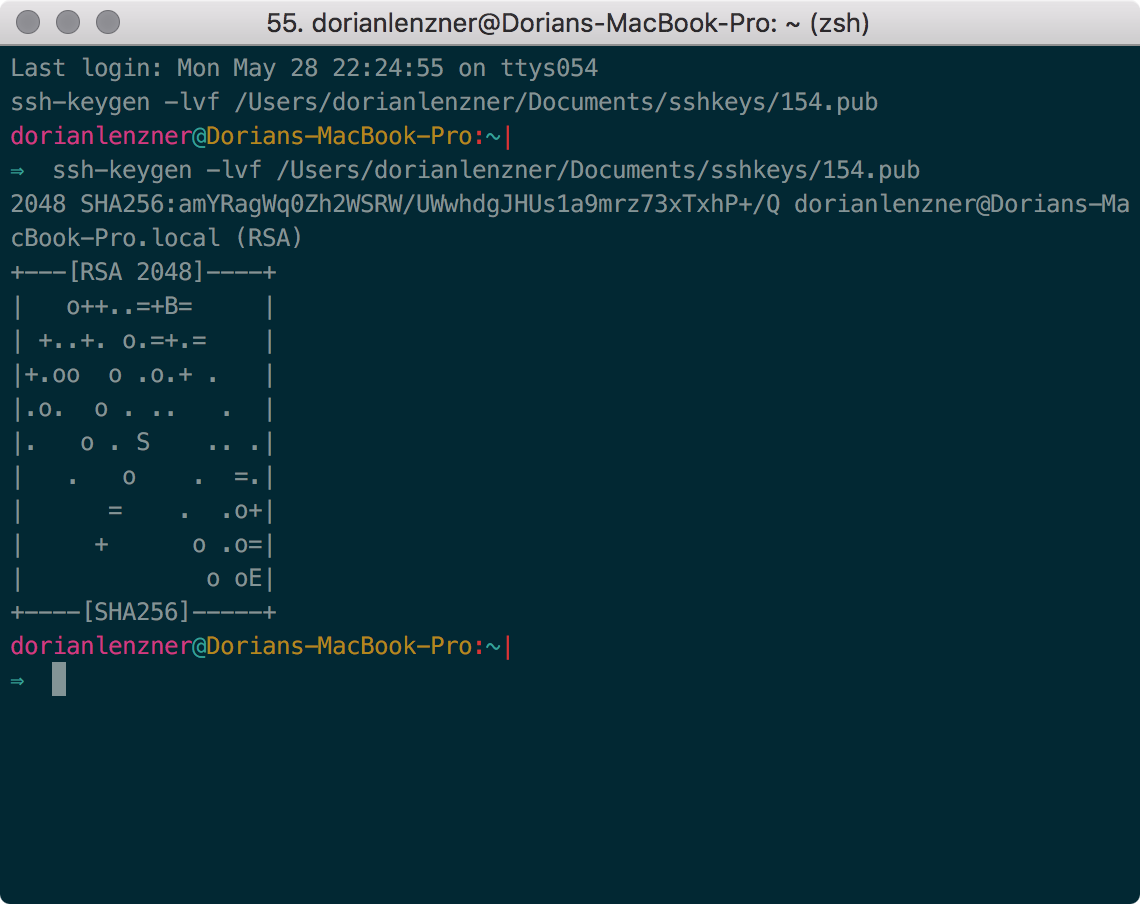 55. dorianlenzner@Dorians-MacBook-Pro: ~ (zsh)
Last login: Mon May 28 22:24:55 on ttys054
ssh-keygen -lvf /Users/dorianlenzner/Documents/sshkeys/154.pub
dorianlenzner@Dorians-MacBook-Pro:~|
⇒  ssh-keygen -lvf /Users/dorianlenzner/Documents/sshkeys/154.pub
2048 SHA256:amYRagWq0Zh2WSRW/UWwhdgJHUs1a9mrz73xTxhP+/Q dorianlenzner@Dorians-Ma
cBook-Pro.local (RSA)
+---[RSA 2048]----+
|   o++..=+B=     |
| +..+. o.=+.=    |
|+.oo  o .o.+ .   |
|.o.  o . ..   .  |
|.   o . S    .. .|
|   .   o    .  =.|
|      =    .  .o+|
|     +      o .o=|
|             o oE|
+----[SHA256]-----+
dorianlenzner@Dorians-MacBook-Pro:~|
⇒